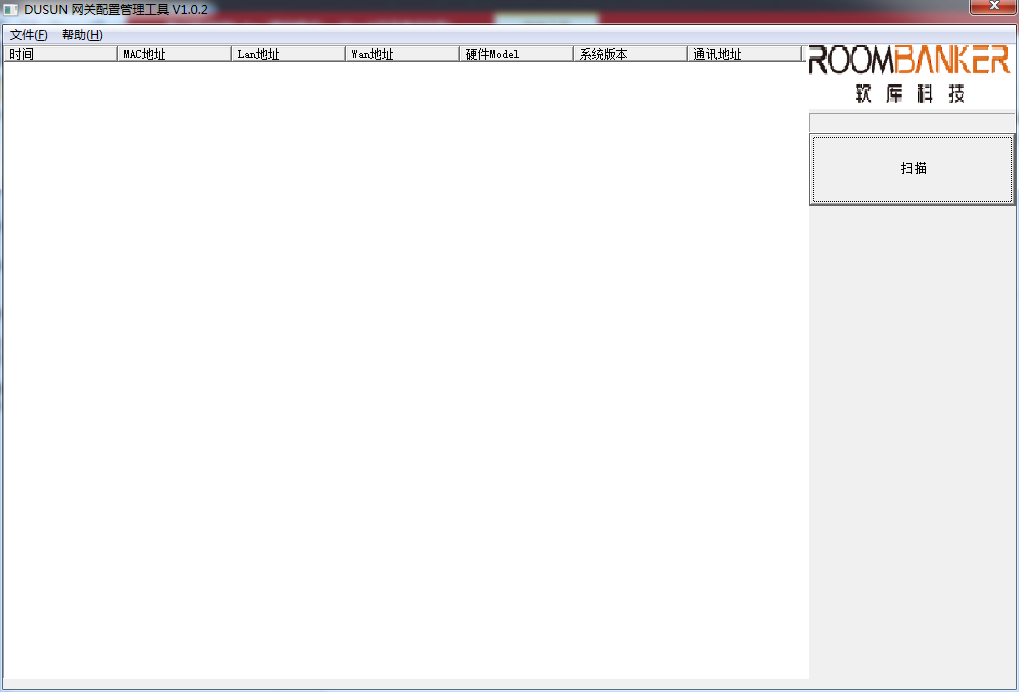 DUSUN 网关配置管理工具 V1.0.2
文件(F) 帮助(H)
时间 MAC地址 Lan地址 Wan地址 硬件Model 系统版本 通讯地址
ROOMBANKER
软库科技
扫描